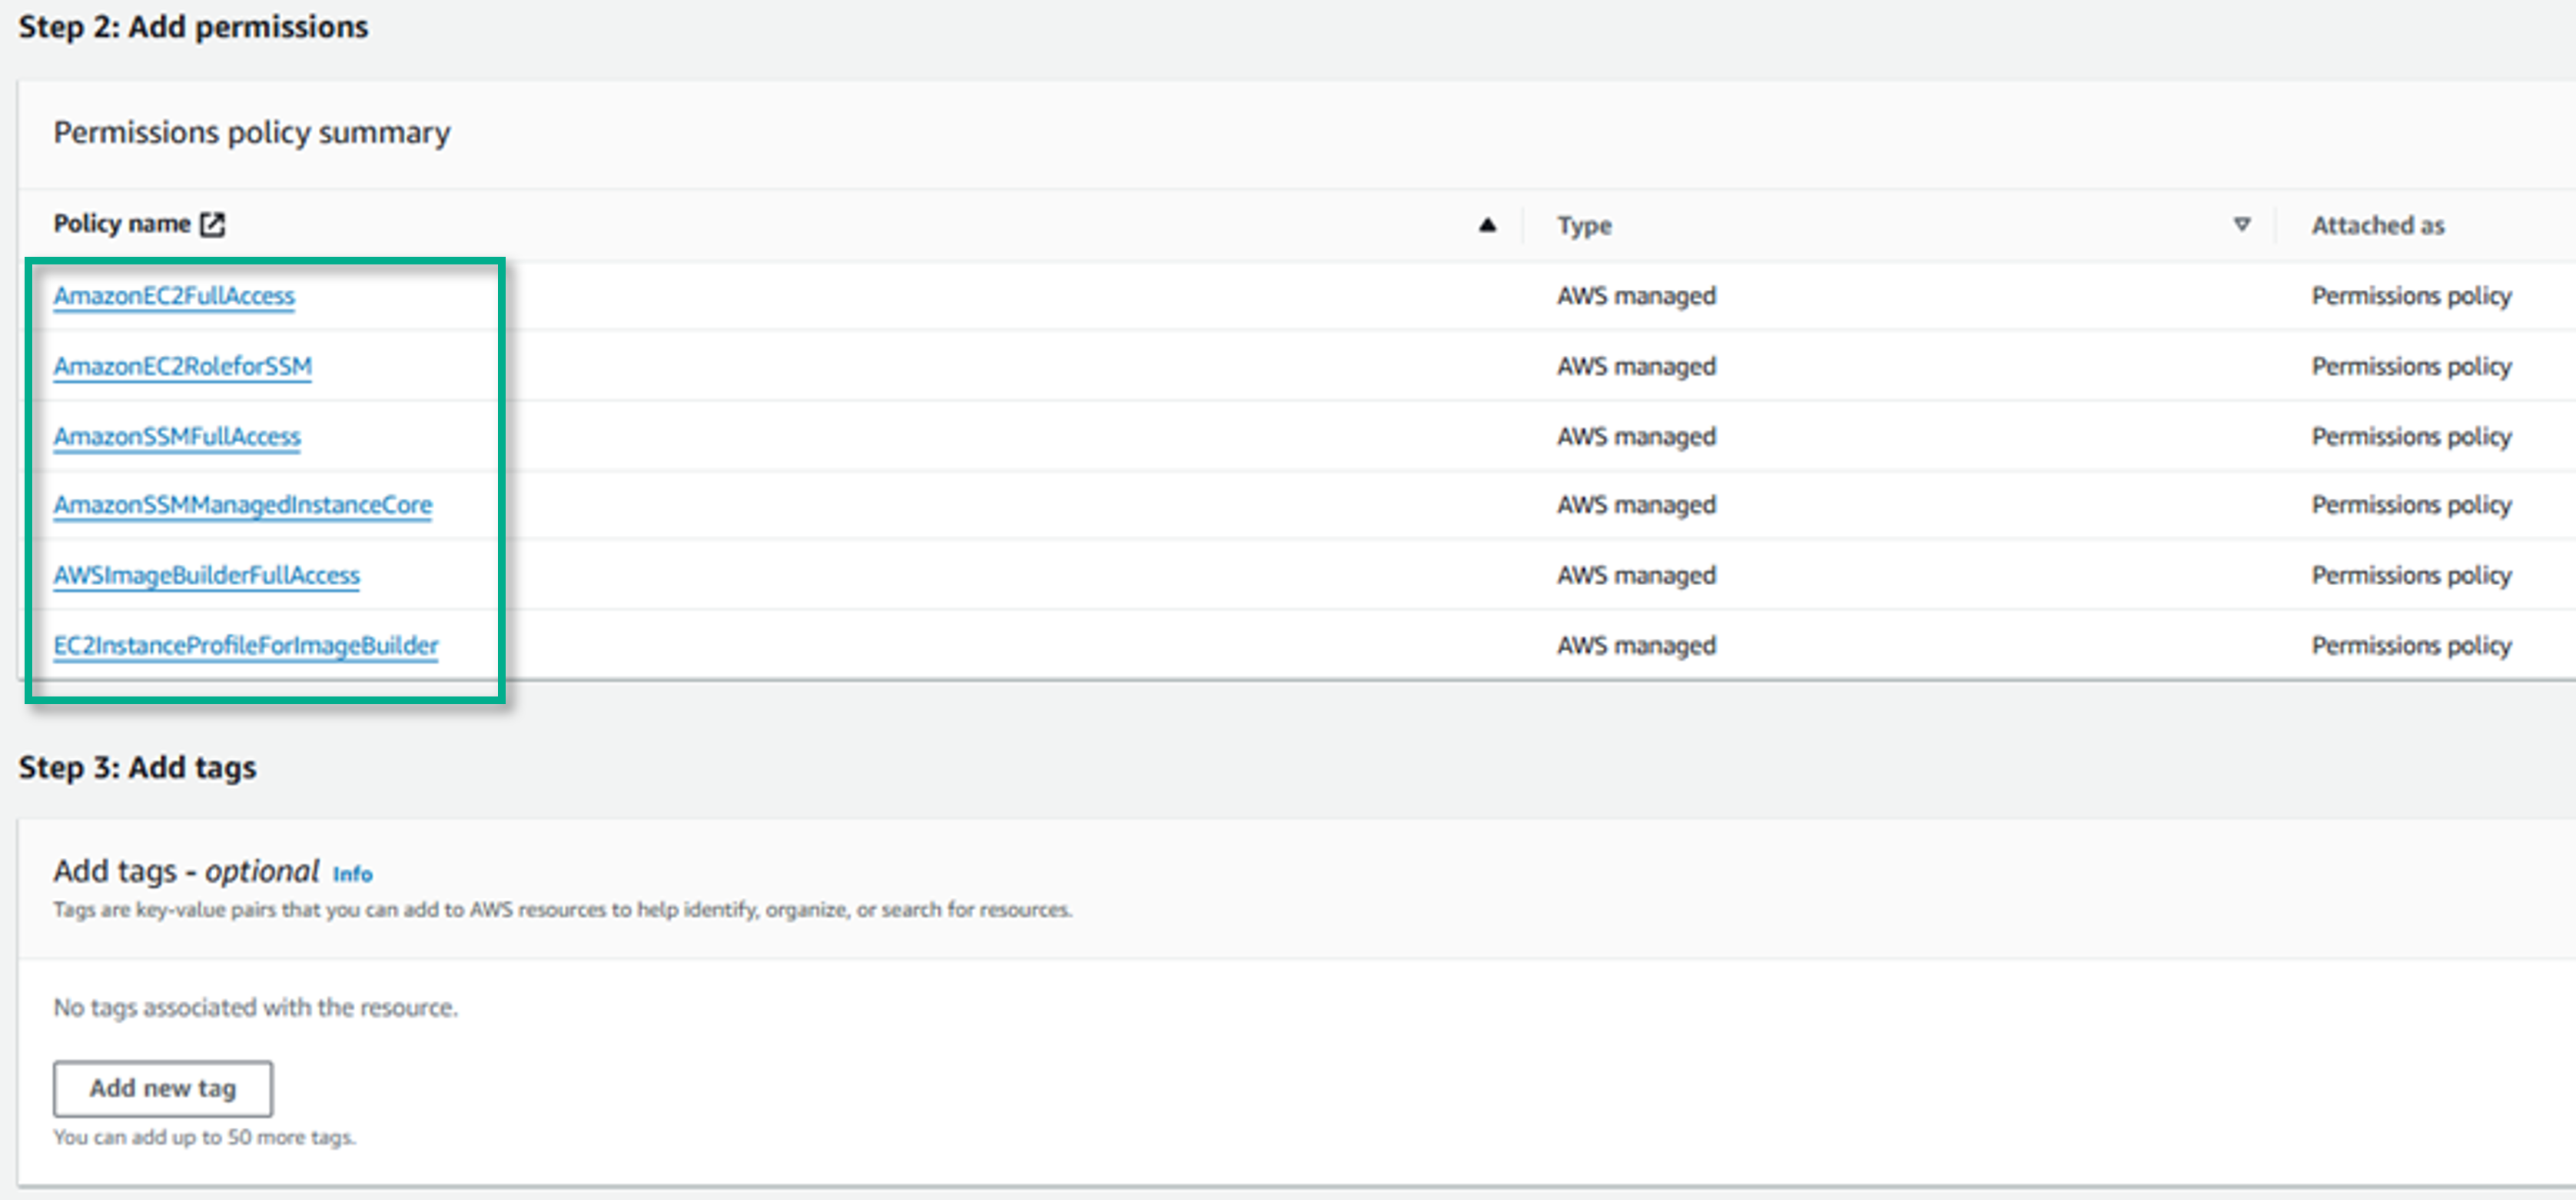 Step 2: Add permissions
Permissions policy summary
Policy name Type Attached as
AmazonEC2FullAccess AWS managed Permissions policy
AmazonEC2RoleforSSM AWS managed Permissions policy
AmazonSSMFullAccess AWS managed Permissions policy
AmazonSSMManagedInstanceCore AWS managed Permissions policy
AWSImageBuilderFullAccess AWS managed Permissions policy
EC2InstanceProfileForImageBuilder AWS managed Permissions policy
Step 3: Add tags
Add tags - optional Info
Tags are key-value pairs that you can add to AWS resources to help identify, organize, or search for resources.
No tags associated with the resource.
Add new tag
You can add up to 50 more tags.